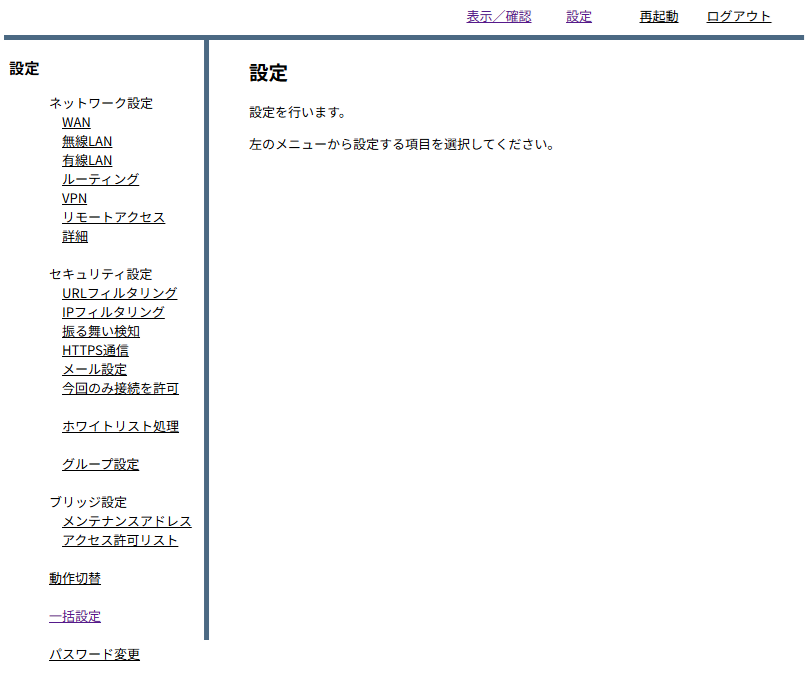 表示／確認 設定 再起動 ログアウト
設定
ネットワーク設定
WAN
無線LAN
有線LAN
ルーティング
VPN
リモートアクセス
詳細
セキュリティ設定
URLフィルタリング
IPフィルタリング
振る舞い検知
HTTPS通信
メール設定
今回のみ接続を許可
ホワイトリスト処理
グループ設定
ブリッジ設定
メンテナンスアドレス
アクセス許可リスト
動作切替
一括設定
パスワード変更
設定
設定を行います。
左のメニューから設定する項目を選択してください。